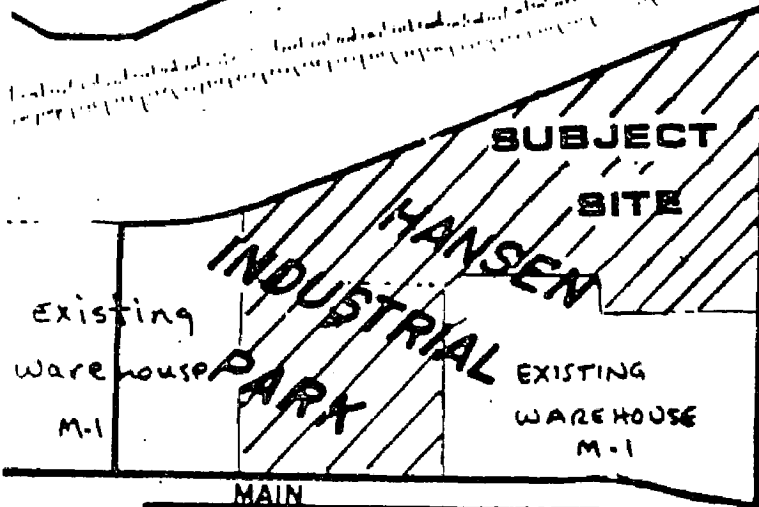 SUBJECT
SITE
HANSEN
INDUSTRIAL
PARK
Existing
Warehouse
M-1
EXISTING
WAREHOUSE
M-1
MAIN